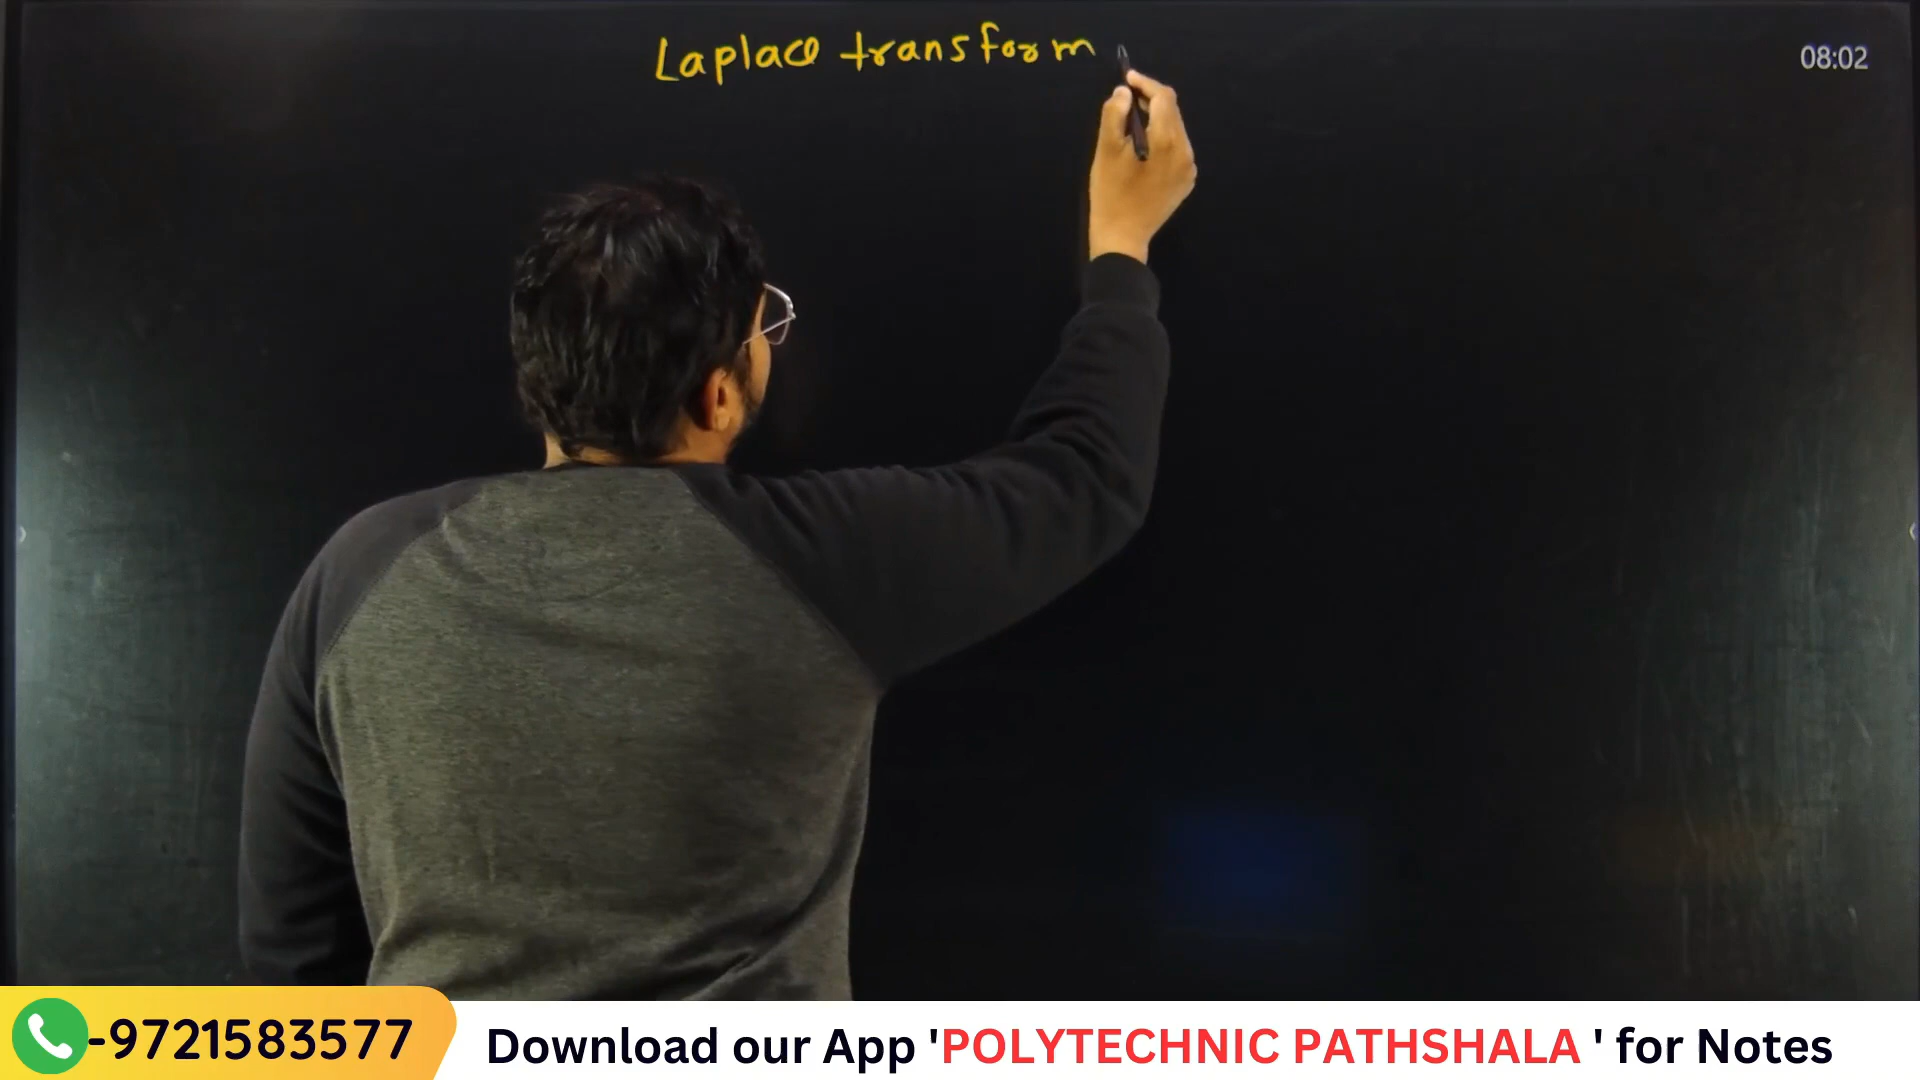 Laplace transform
08:02
-9721583577
Download our App 'POLYTECHNIC PATHSHALA ' for Notes